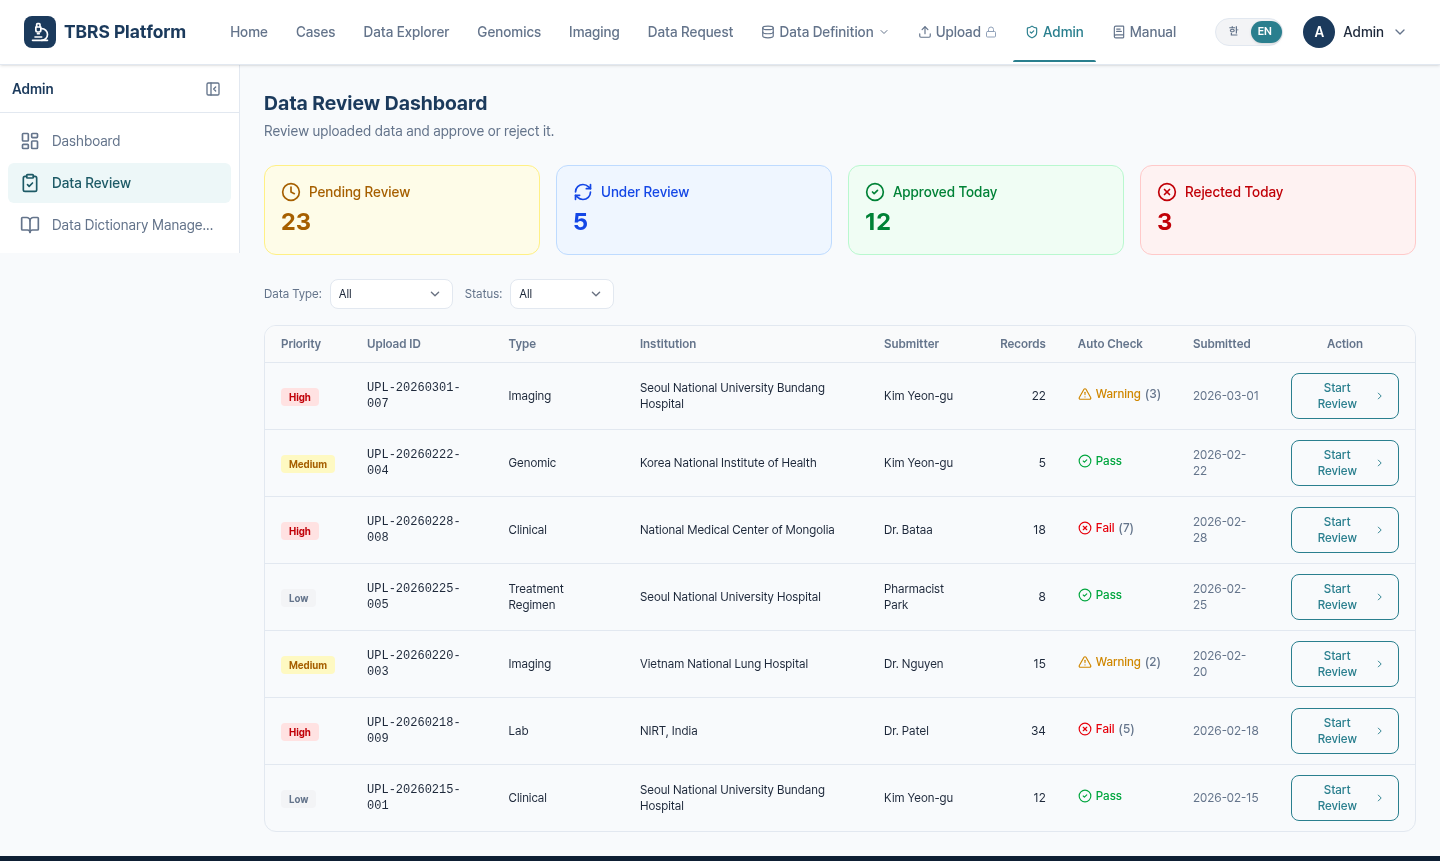 TBRS Platform
Home
Cases
Data Explorer
Genomics
Imaging
Data Request
Data Definition
Upload
Admin
Manual
한
EN
A
Admin
Admin
Dashboard
Data Review
Data Dictionary Manage...
Data Review Dashboard
Review uploaded data and approve or reject it.
Pending Review
23
Under Review
5
Approved Today
12
Rejected Today
3
Data Type:
All
Status:
All
Priority Upload ID Type Institution Submitter Records Auto Check Submitted Action
High
UPL-20260301-
007
Imaging
Seoul National University Bundang
Hospital
Kim Yeon-gu
22
Warning (3)
2026-03-01
Start
Review
Medium
UPL-20260222-
004
Genomic
Korea National Institute of Health
Kim Yeon-gu
5
Pass
2026-02-
22
Start
Review
High
UPL-20260228-
008
Clinical
National Medical Center of Mongolia
Dr. Bataa
18
Fail (7)
2026-02-
28
Start
Review
Low
UPL-20260225-
005
Treatment
Regimen
Seoul National University Hospital
Pharmacist
Park
8
Pass
2026-02-
25
Start
Review
Medium
UPL-20260220-
003
Imaging
Vietnam National Lung Hospital
Dr. Nguyen
15
Warning (2)
2026-02-
20
Start
Review
High
UPL-20260218-
009
Lab
NIRT, India
Dr. Patel
34
Fail (5)
2026-02-18
Start
Review
Low
UPL-20260215-
001
Clinical
Seoul National University Bundang
Hospital
Kim Yeon-gu
12
Pass
2026-02-15
Start
Review